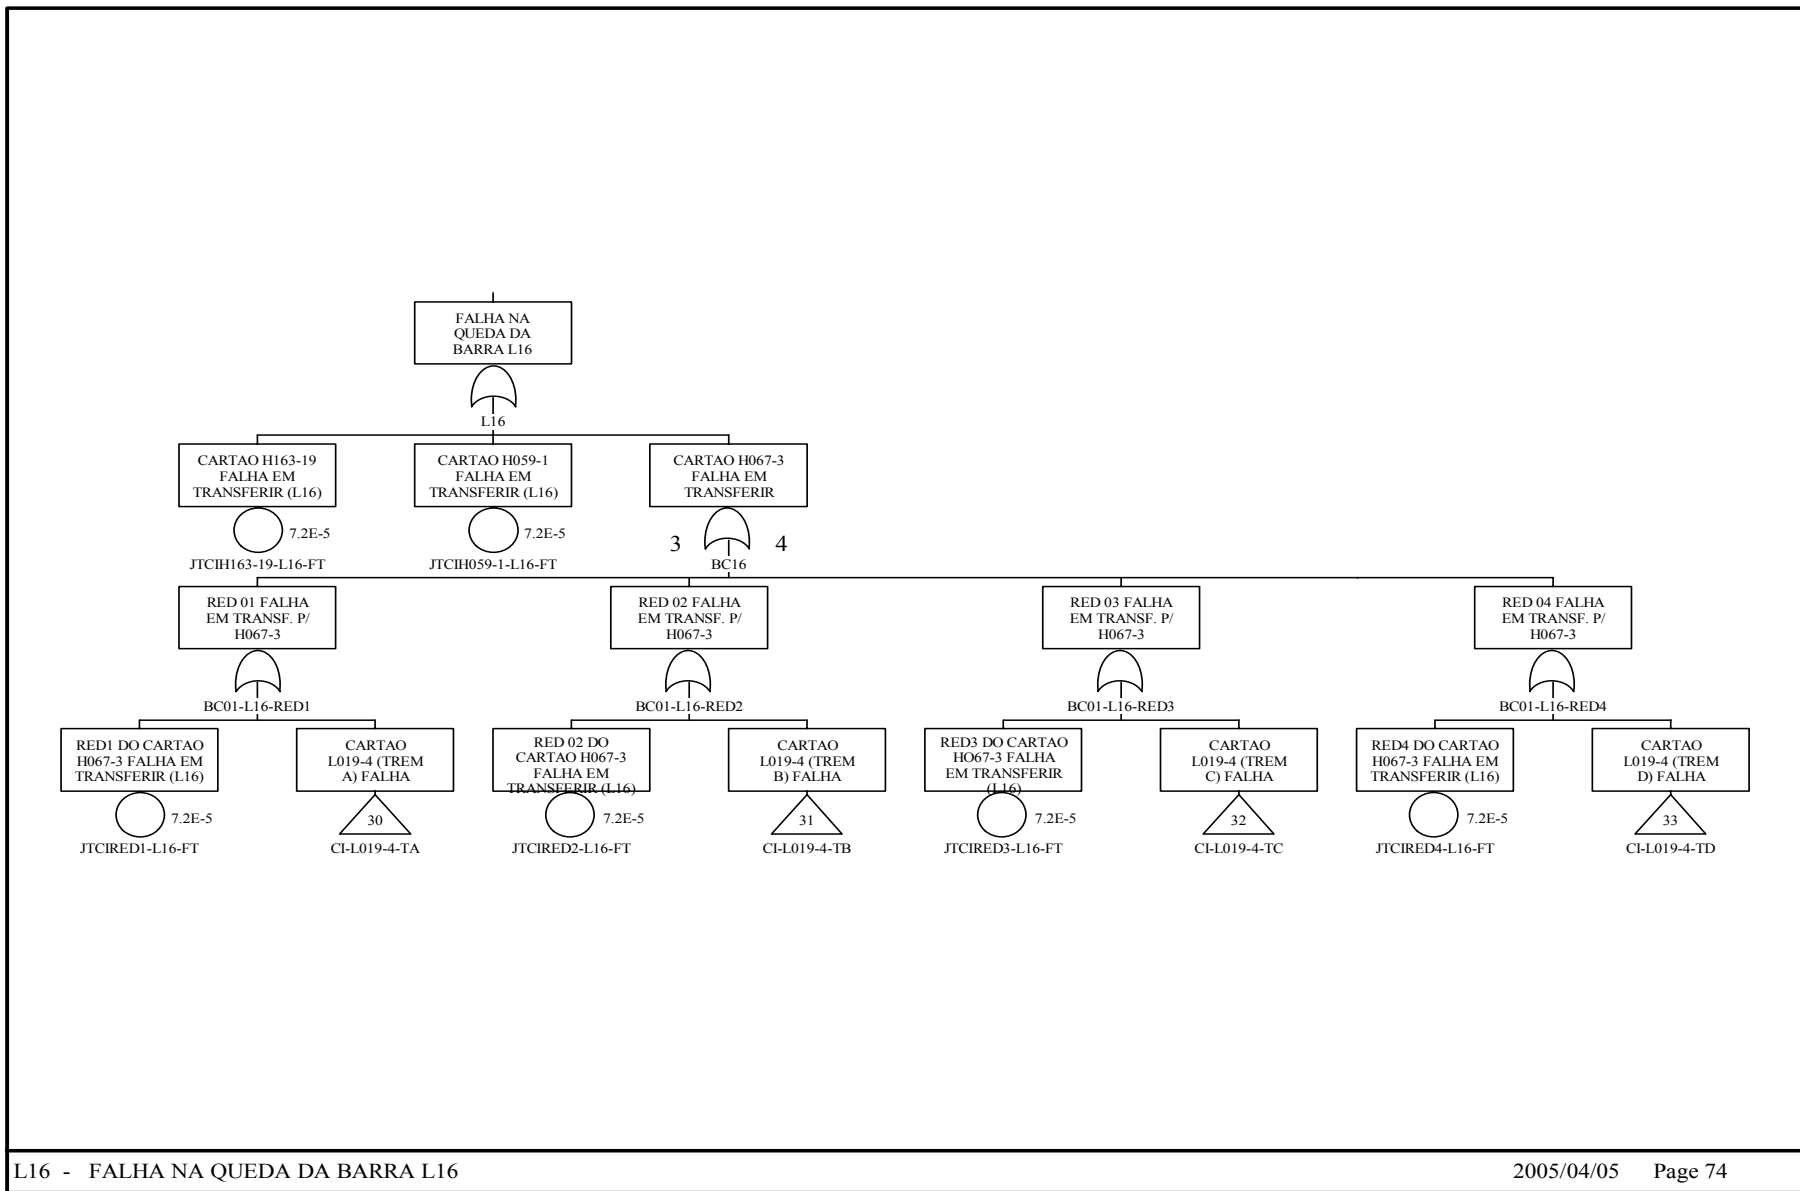 FALHA NA
QUEDA DA
BARRA L16
L16
CARTAO H163-19
FALHA EM
TRANSFERIR (L16)
7.2E-5
JTCIH163-19-L16-FT
CARTAO H059-1
FALHA EM
TRANSFERIR (L16)
7.2E-5
JTCIH059-1-L16-FT
CARTAO H067-3
FALHA EM
TRANSFERIR
3 4
BC16
RED 01 FALHA
EM TRANSF. P/
H067-3
BC01-L16-RED1
RED 02 FALHA
EM TRANSF. P/
H067-3
BC01-L16-RED2
RED 03 FALHA
EM TRANSF. P/
H067-3
BC01-L16-RED3
RED 04 FALHA
EM TRANSF. P/
H067-3
BC01-L16-RED4
RED1 DO CARTAO
H067-3 FALHA EM
TRANSFERIR (L16)
7.2E-5
JTCIRED1-L16-FT
CARTAO
L019-4 (TREM
A) FALHA
30
CI-L019-4-TA
RED 02 DO
CARTAO H067-3
FALHA EM
TRANSFERIR (L16)
7.2E-5
JTCIRED2-L16-FT
CARTAO
L019-4 (TREM
B) FALHA
31
CI-L019-4-TB
RED3 DO CARTAO
HO67-3 FALHA
EM TRANSFERIR
(L16)
7.2E-5
JTCIRED3-L16-FT
CARTAO
L019-4 (TREM
C) FALHA
32
CI-L019-4-TC
RED4 DO CARTAO
H067-3 FALHA EM
TRANSFERIR (L16)
7.2E-5
JTCIRED4-L16-FT
CARTAO
L019-4 (TREM
D) FALHA
33
CI-L019-4-TD
L16 - FALHA NA QUEDA DA BARRA L16
2005/04/05 Page 74